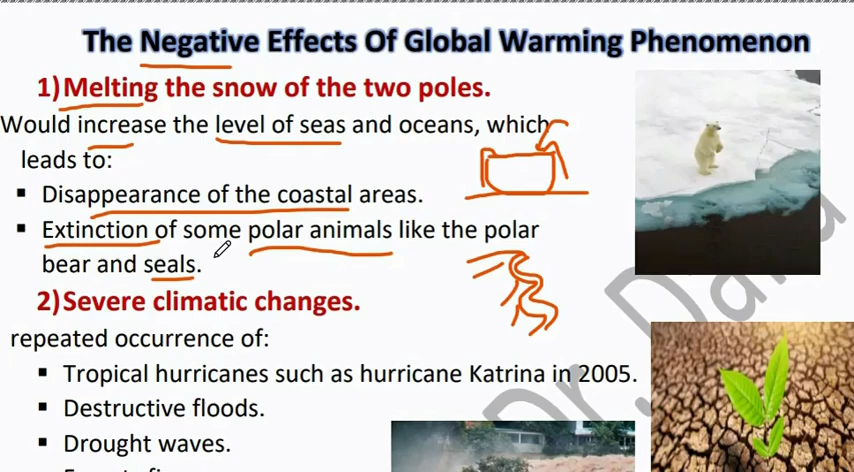 The Negative Effects Of Global Warming Phenomenon
1) Melting the snow of the two poles.
Would increase the level of seas and oceans, which
leads to:
▪ Disappearance of the coastal areas.
▪ Extinction of some polar animals like the polar
bear and seals.
2) Severe climatic changes.
repeated occurrence of:
▪ Tropical hurricanes such as hurricane Katrina in 2005.
▪ Destructive floods.
▪ Drought waves.